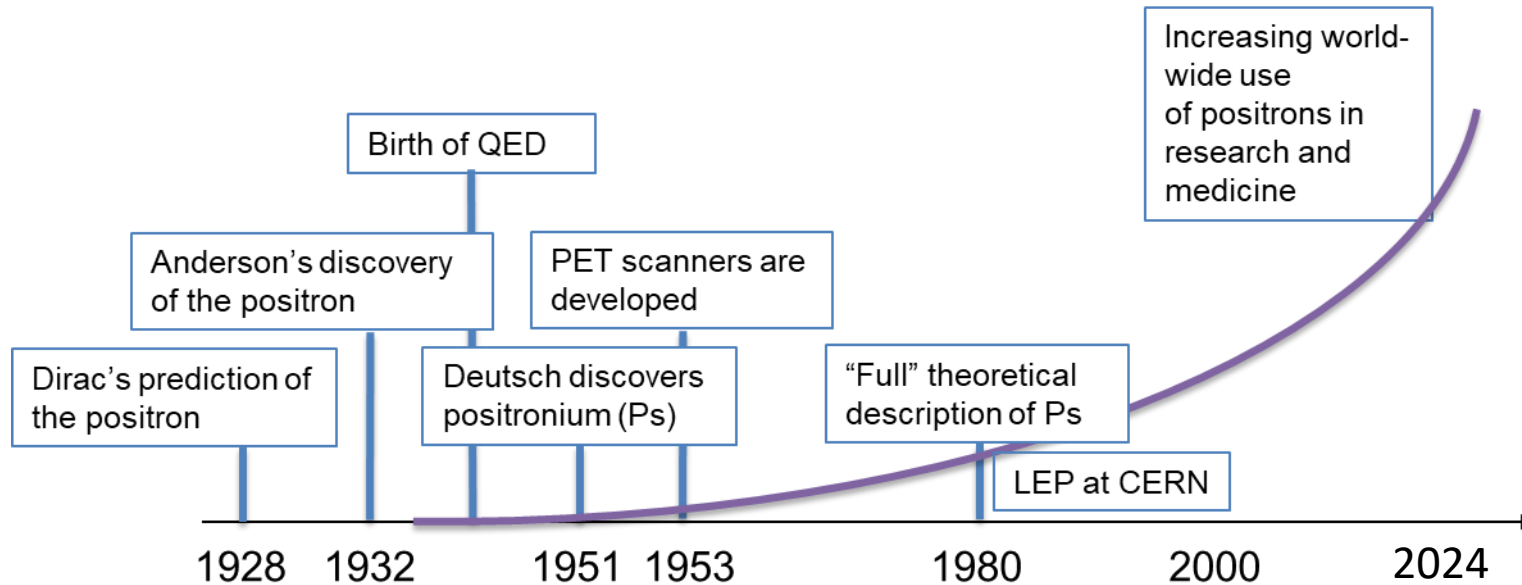 Increasing world-
wide use
of positrons in
research and
medicine
Birth of QED
Anderson’s discovery
of the positron
PET scanners are
developed
Dirac’s prediction of
the positron
Deutsch discovers
positronium (Ps)
“Full” theoretical
description of Ps
LEP at CERN
1928 1932 1951 1953 1980 2000 2024